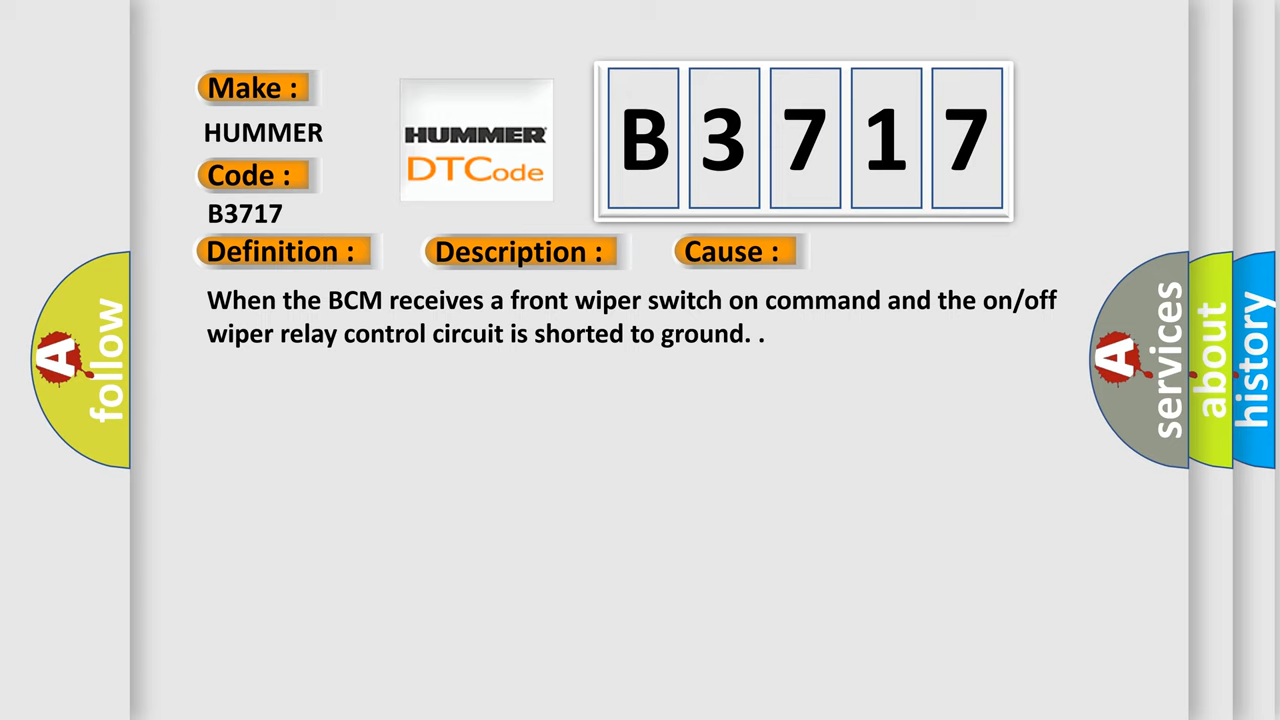 Make :
HUMMER
Code :
B3717
HUMMER
DTCode
B 3 7 1 7
Definition :
Description :
Cause :
When the BCM receives a front wiper switch on command and the on/off
wiper relay control circuit is shorted to ground. .
A follow
A services
about
history